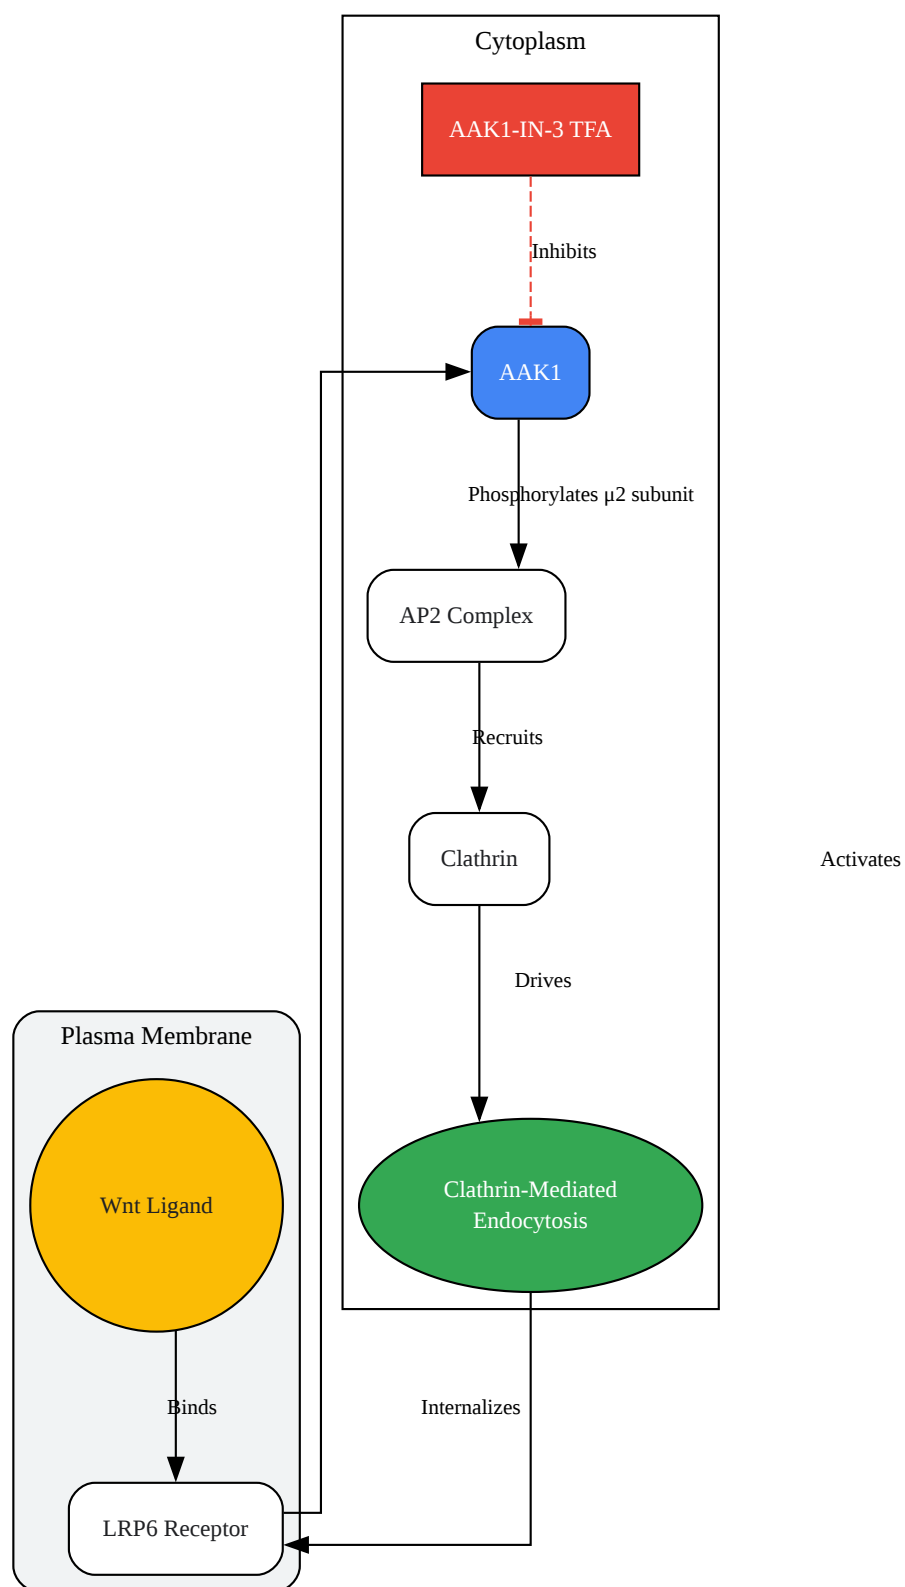 Cytoplasm
AAK1-IN-3 TFA
Inhibits
AAK1
Phosphorylates μ2 subunit
AP2 Complex
Recruits
Clathrin
Activates
Drives
Plasma Membrane
Wnt Ligand
Clathrin-Mediated
Endocytosis
Binds
Internalizes
LRP6 Receptor